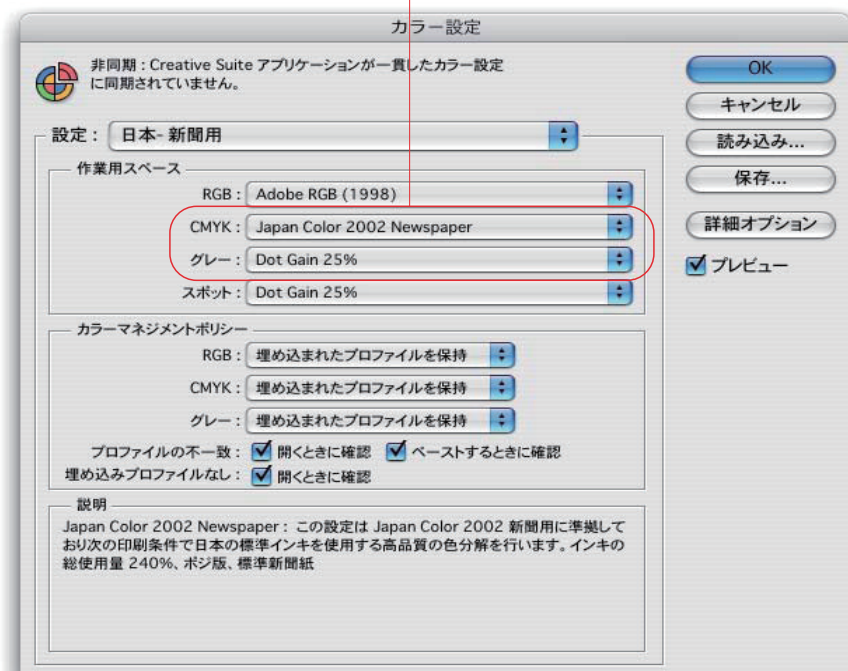 カラー設定
非同期 : Creative Suite アプリケーションが一貫したカラー設定
に同期されていません。
設定 : 日本- 新聞用
作業用スペース
RGB : Adobe RGB (1998)
CMYK : Japan Color 2002 Newspaper
グレー : Dot Gain 25%
スポット : Dot Gain 25%
カラーマネジメントポリシー
RGB : 埋め込まれたプロファイルを保持
CMYK : 埋め込まれたプロファイルを保持
グレー : 埋め込まれたプロファイルを保持
プロファイルの不一致 : 開くときに確認 ペーストするときに確認
埋め込みプロファイルなし : 開くときに確認
説明
Japan Color 2002 Newspaper : この設定は Japan Color 2002 新聞用に準拠して
おり次の印刷条件で日本の標準インキを使用する高品質の色分解を行います。インキの
総使用量 240%、ポジ版、標準新聞紙
OK
キャンセル
読み込み...
保存...
詳細オプション
プレビュー